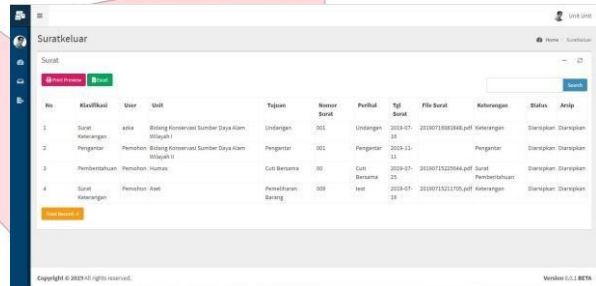 Unit Unit
Suratkeluar
Home Suratkeluar
Surat
Print Preview Excel
Search
No Klasifikasi User Unit Tujuan Nomor Surat Perihal Tgl Surat File Surat Keterangan Status Arsip
1 Surat Keterangan azka Bidang Konservasi Sumber Daya Alam Wilayah I Undangan 001 Undangan 2019-07- Keterangan Diarsipkan Diarsipkan
2 Pengantar Pemohon Bidang Konservasi Sumber Daya Alam Wilayah II Pengantar 001 Pengantar 2019-11- Pengantar Diarsipkan Diarsipkan
3 Pemberitahuan Pemohon Humas Cuti Bersama 00 Cuti Bersama 2019-07-25 Surat Pemberitahuan Diarsipkan Diarsipkan
4 Surat Keterangan Pemohon Aset Pemeliharan Barang 009 test 2019-07- Keterangan Diarsipkan Diarsipkan
Total Record: 4
Copyright © 2019 All rights reserved.
Version 0.0.1 BETA